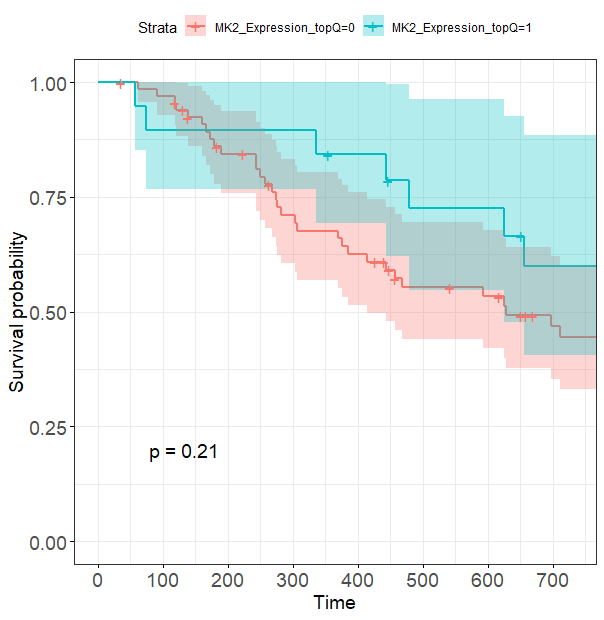 Strata MK2_Expression_topQ=0 MK2_Expression_topQ=1
1.00
0.75
0.50
0.25
0.00
Survival probability
p = 0.21
0 100 200 300 400 500 600 700
Time